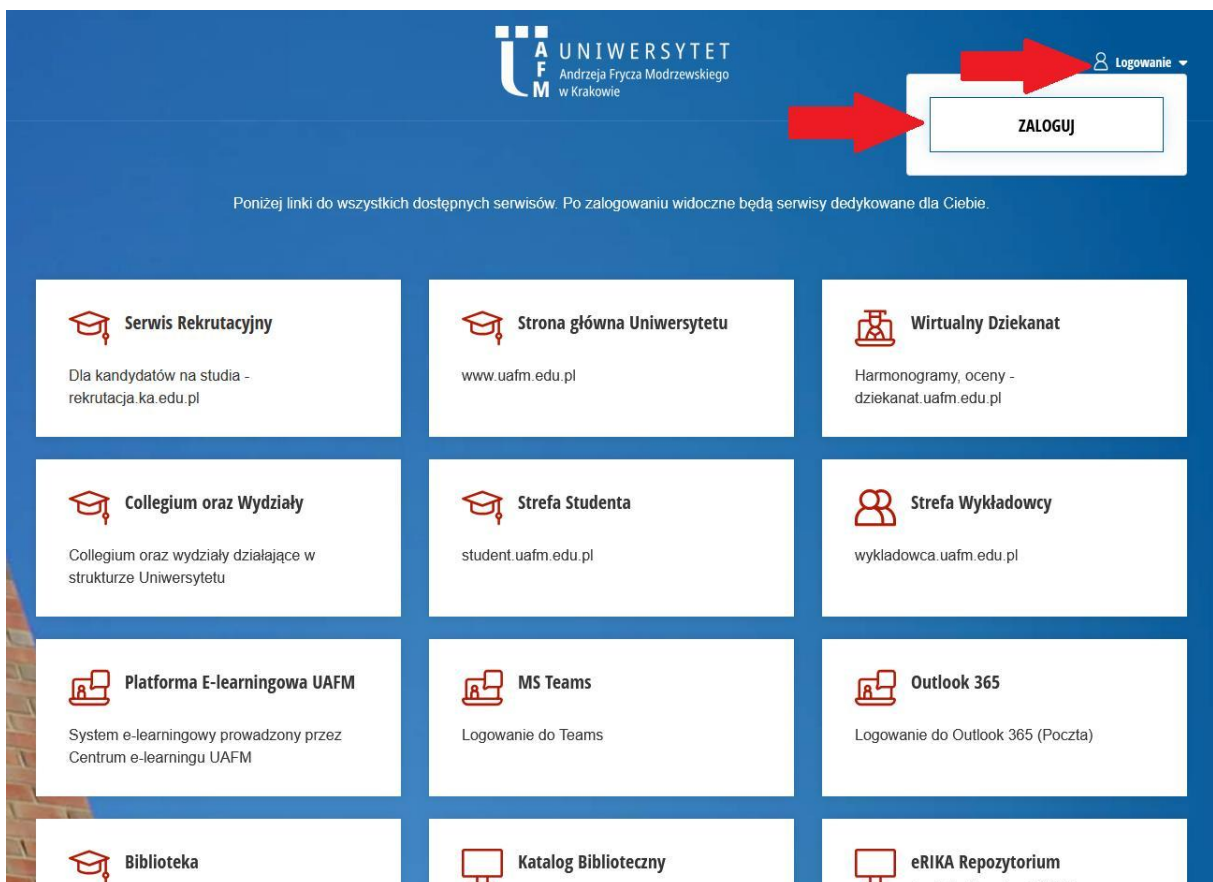 A
F
M
UNIWERSYTET
Andrzeja Frycza Modrzewskiego
w Krakowie
Logowanie
ZALOGUJ
Poniżej linki do wszystkich dostępnych serwisów. Po zalogowaniu widoczne będą serwisy dedykowane dla Ciebie.
Serwis Rekrutacyjny
Dla kandydatów na studia -
rekrutacja.ka.edu.pl
Strona główna Uniwersytetu
www.uafm.edu.pl
Wirtualny Dziekanat
Harmonogramy, oceny -
dziekanat.uafm.edu.pl
Collegium oraz Wydziały
Collegium oraz wydziały działające w
strukturze Uniwersytetu
Strefa Studenta
student.uafm.edu.pl
Strefa Wykładowcy
wykladowca.uafm.edu.pl
Platforma E-learningowa UAFM
System e-learningowy prowadzony przez
Centrum e-learningu UAFM
MS Teams
Logowanie do Teams
Outlook 365
Logowanie do Outlook 365 (Poczta)
Biblioteka
Katalog Biblioteczny
eRIKA Repozytorium